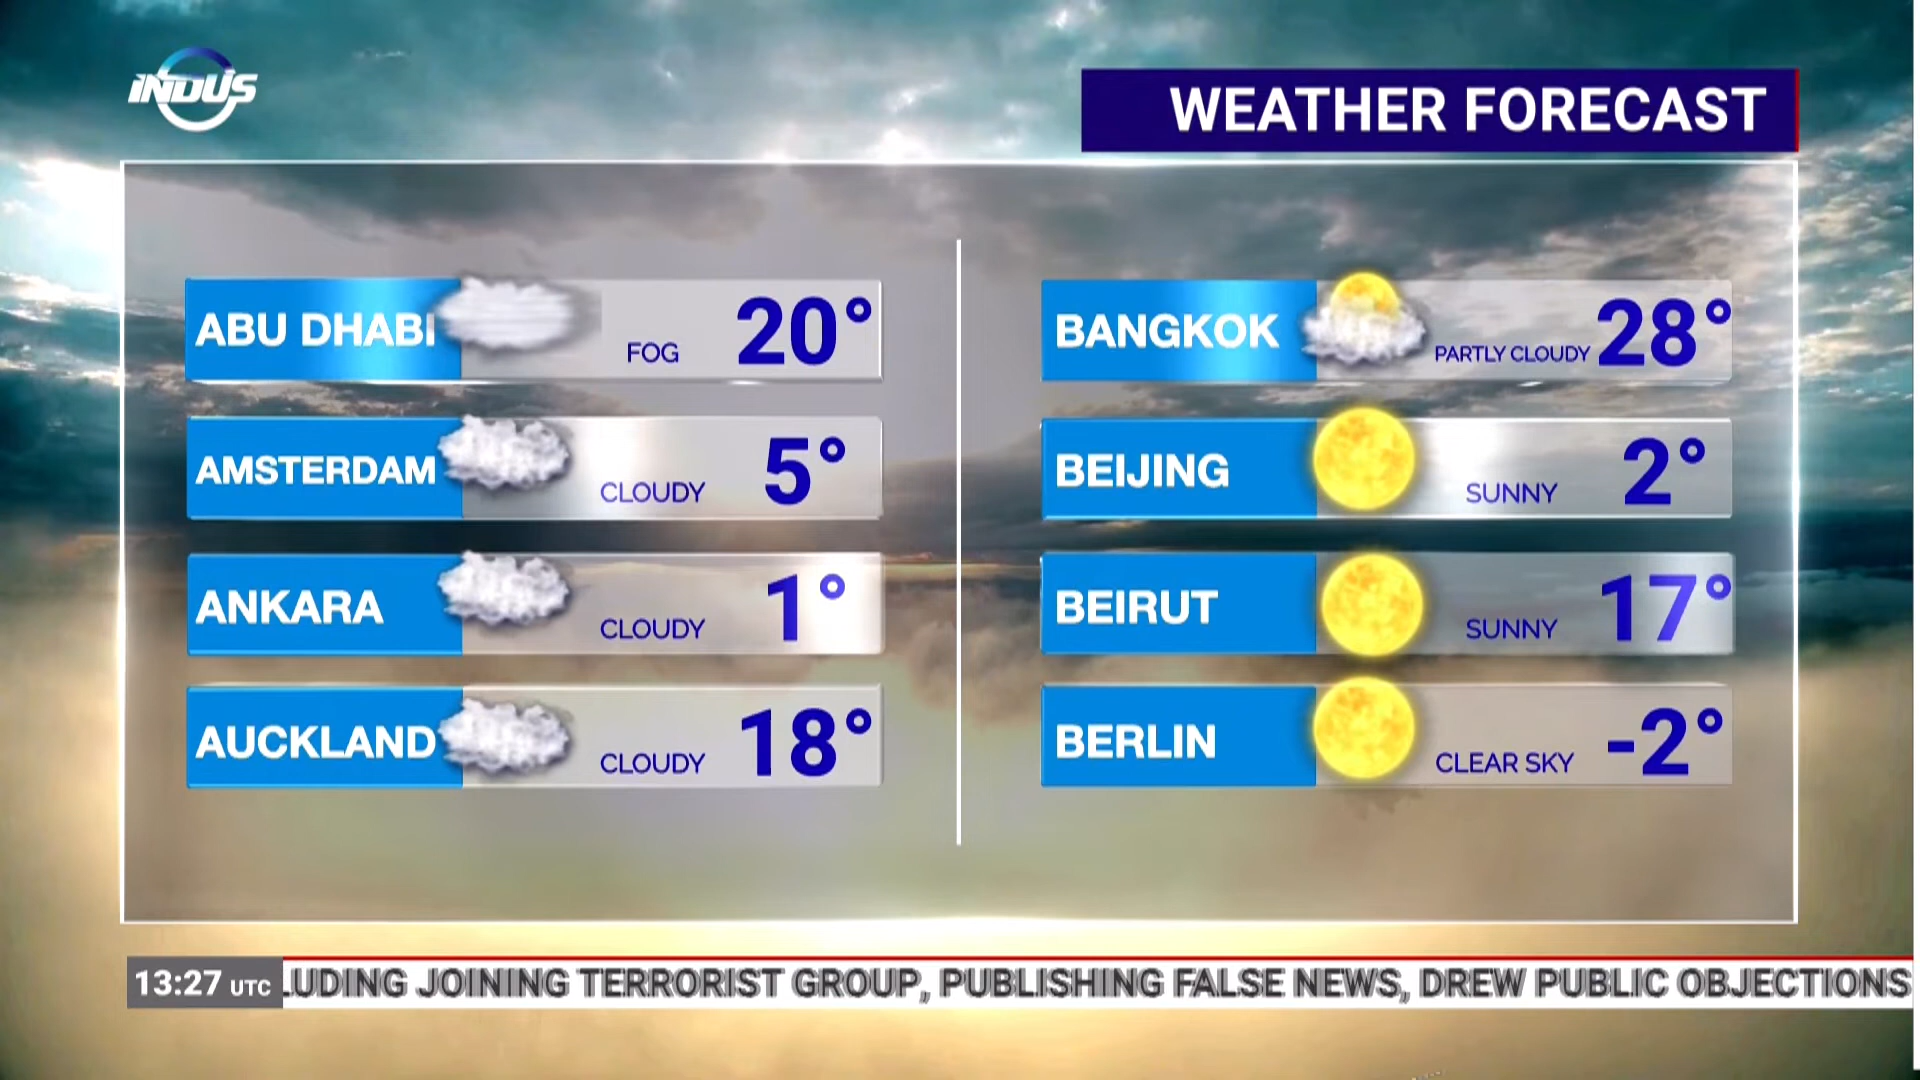 INDUS
WEATHER FORECAST
ABU DHABI FOG 20°
AMSTERDAM CLOUDY 5°
ANKARA CLOUDY 1°
AUCKLAND CLOUDY 18°
BANGKOK PARTLY CLOUDY 28°
BEIJING SUNNY 2°
BEIRUT SUNNY 17°
BERLIN CLEAR SKY -2°
13:27 UTC LUDING JOINING TERRORIST GROUP, PUBLISHING FALSE NEWS, DREW PUBLIC OBJECTIONS